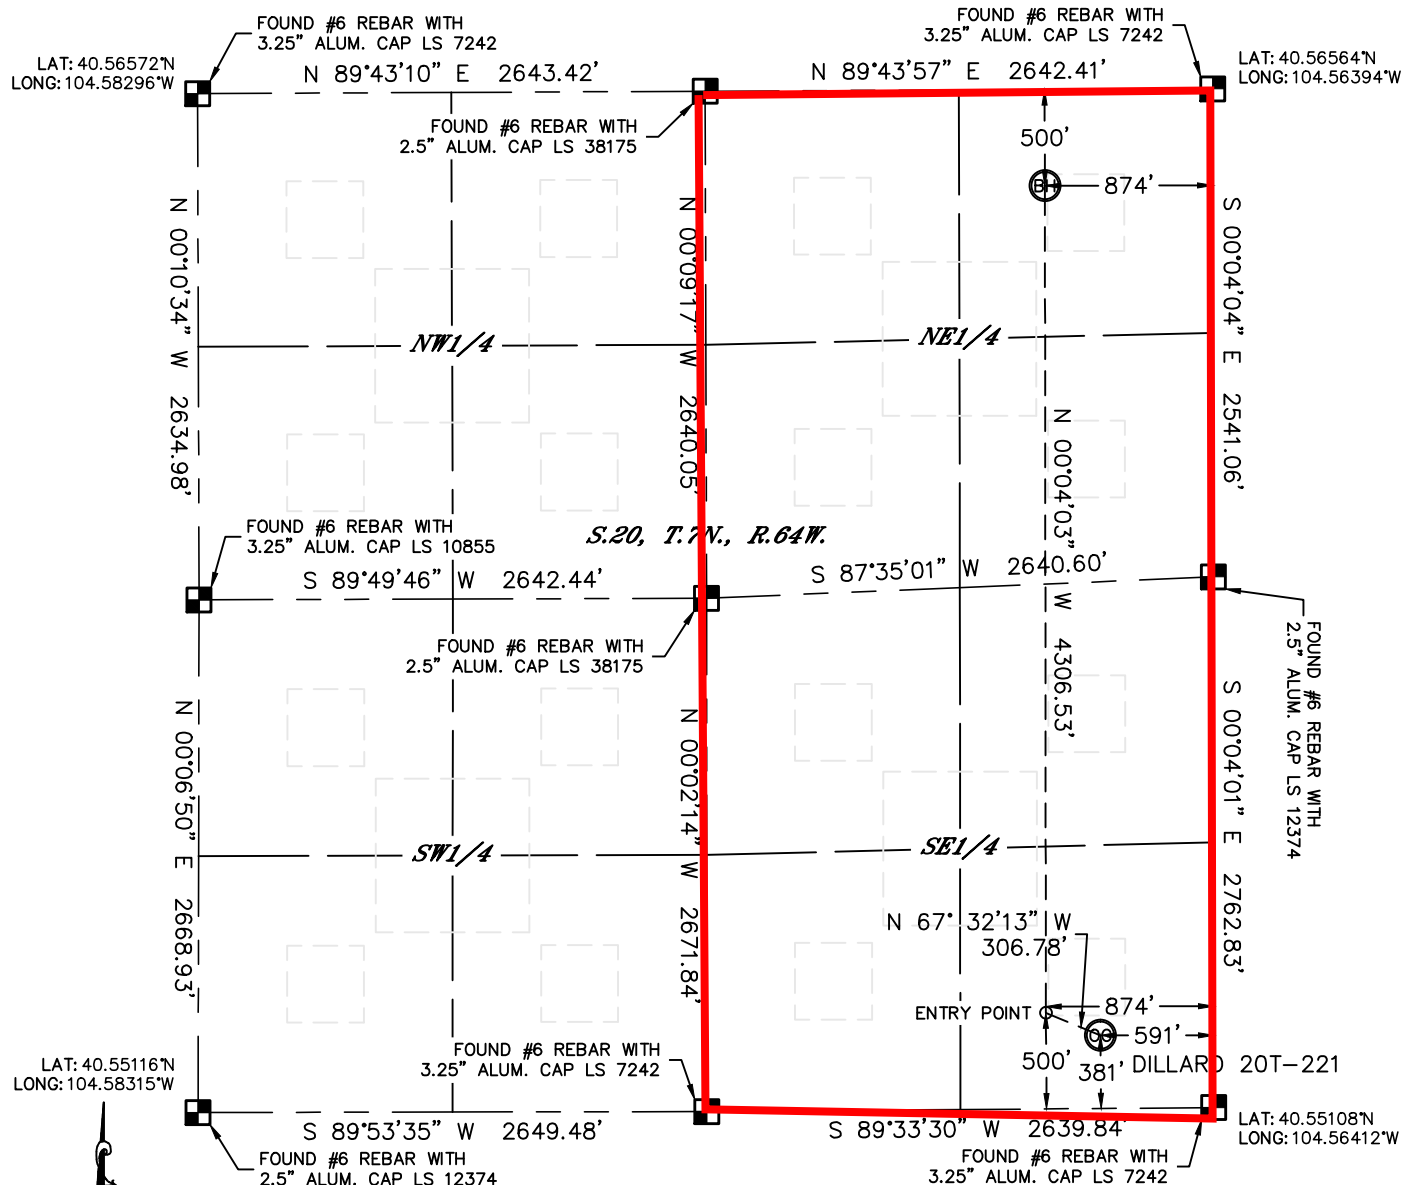 FOUND #6 REBAR WITH
3.25" ALUM. CAP LS 7242
FOUND #6 REBAR WITH
3.25" ALUM. CAP LS 7242
LAT: 40.56572°N
LONG: 104.58296°W
N 89°43'10" E 2643.42'
N 89°43'57" E 2642.41'
LAT: 40.56564°N
LONG: 104.56394°W
FOUND #6 REBAR WITH
2.5" ALUM. CAP LS 38175
500'
BH
874'
N 00°10'34" W 2634.98'
N 00°09'17" W 2640.05'
S 00°04'04" E 2541.06'
NW1/4
NE1/4
N 00°04'03" W 4306.53'
FOUND #6 REBAR WITH
3.25" ALUM. CAP LS 10855
S.20, T.7N., R.64W.
S 89°49'46" W 2642.44'
S 87°35'01" W 2640.60'
FOUND #6 REBAR WITH
2.5" ALUM. CAP LS 38175
FOUND #6 REBAR WITH
2.5" ALUM. CAP LS 12374
N 00°06'50" E 2668.93'
N 00°02'14" W 2671.84'
S 00°04'01" E 2762.83'
SW1/4
SE1/4
N 67°32'13" W
306.78'
874'
ENTRY POINT
OG
591'
500'
381'
DILLARD 20T-221
FOUND #6 REBAR WITH
3.25" ALUM. CAP LS 7242
LAT: 40.55116°N
LONG: 104.58315°W
S 89°53'35" W 2649.48'
S 89°33'30" W 2639.84'
LAT: 40.55108°N
LONG: 104.56412°W
FOUND #6 REBAR WITH
2.5" ALUM. CAP LS 12374
FOUND #6 REBAR WITH
3.25" ALUM. CAP LS 7242